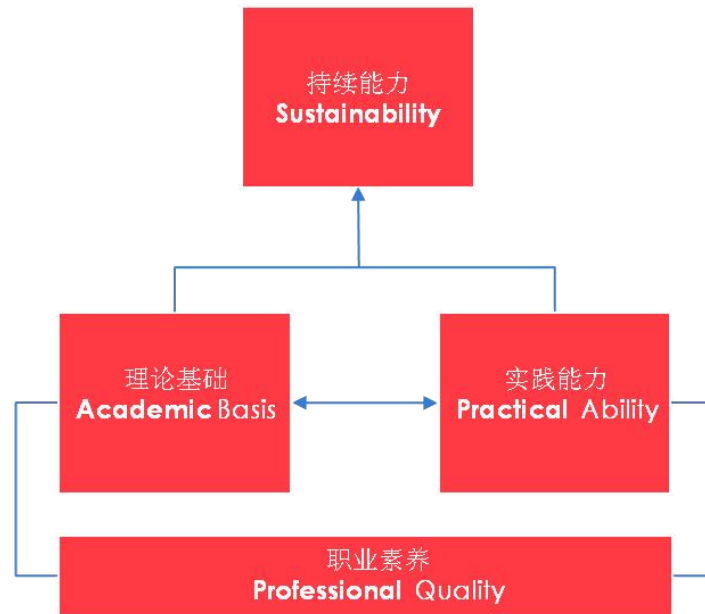 持续能力
Sustainability
理论基础
Academic Basis
实践能力
Practical Ability
职业素养
Professional Quality